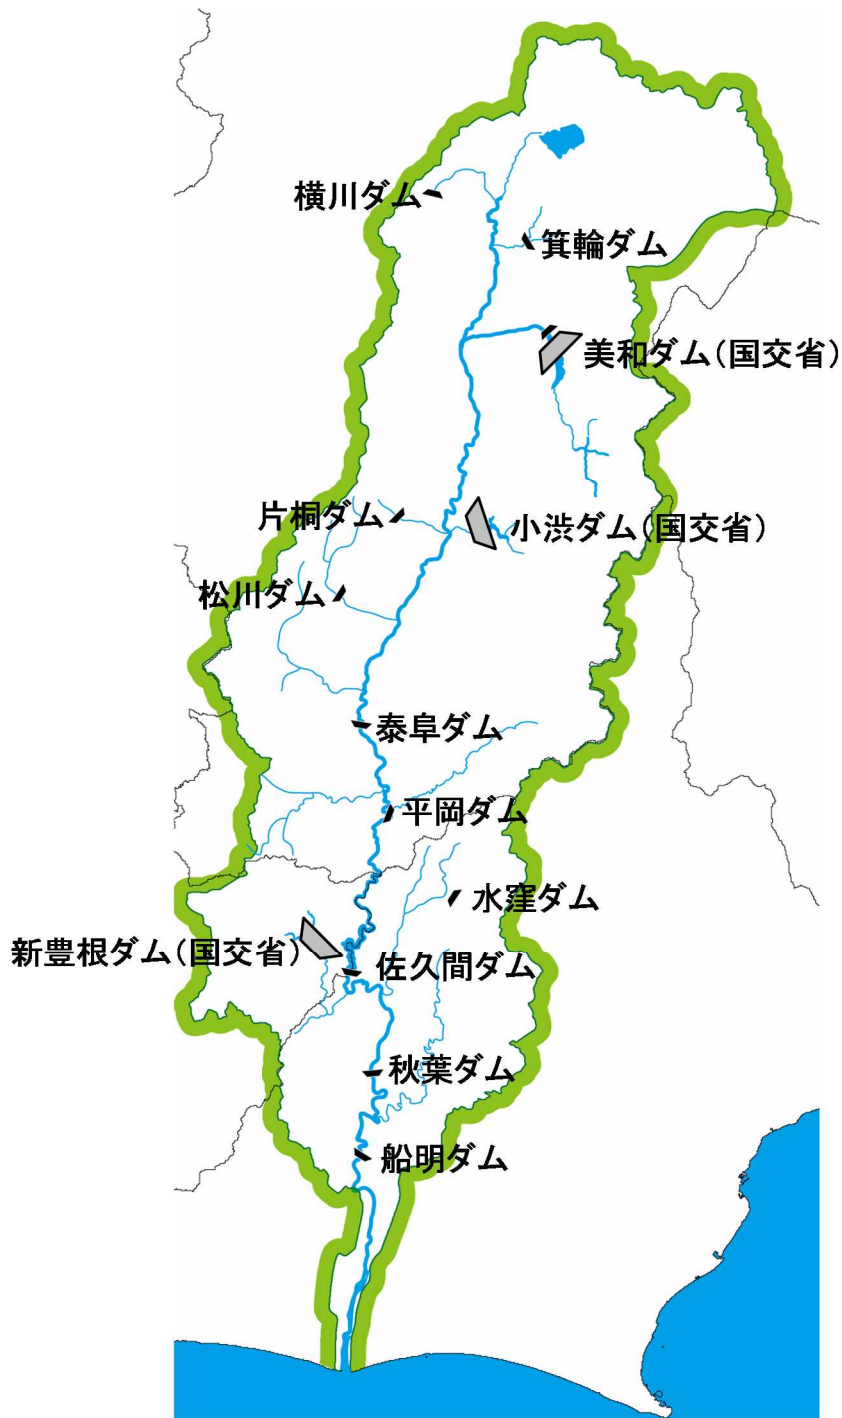 横川ダム
箕輪ダム
美和ダム（国交省）
片桐ダム
小渋ダム（国交省）
松川ダム
泰阜ダム
平岡ダム
水窪ダム
新豊根ダム（国交省）
佐久間ダム
秋葉ダム
船明ダム